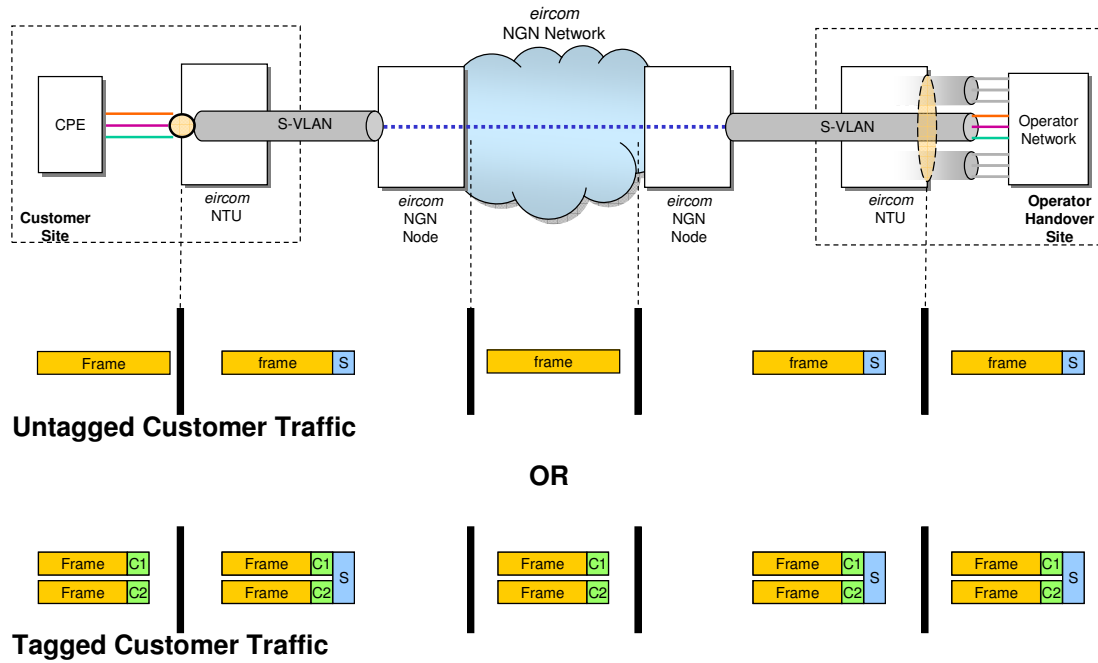 eircom
NGN Network
CPE
S-VLAN
S-VLAN
Operator
Network
eircom
NTU
eircom
NGN
Node
eircom
NGN
Node
eircom
NTU
Customer
Site
Operator
Handover
Site
Frame
frame S
frame
frame S
frame S
Untagged Customer Traffic
OR
Frame C1
Frame C2
Frame C1
Frame C2
S
Frame C1
Frame C2
Frame C1
Frame C2
S
Frame C1
Frame C2
S
Tagged Customer Traffic